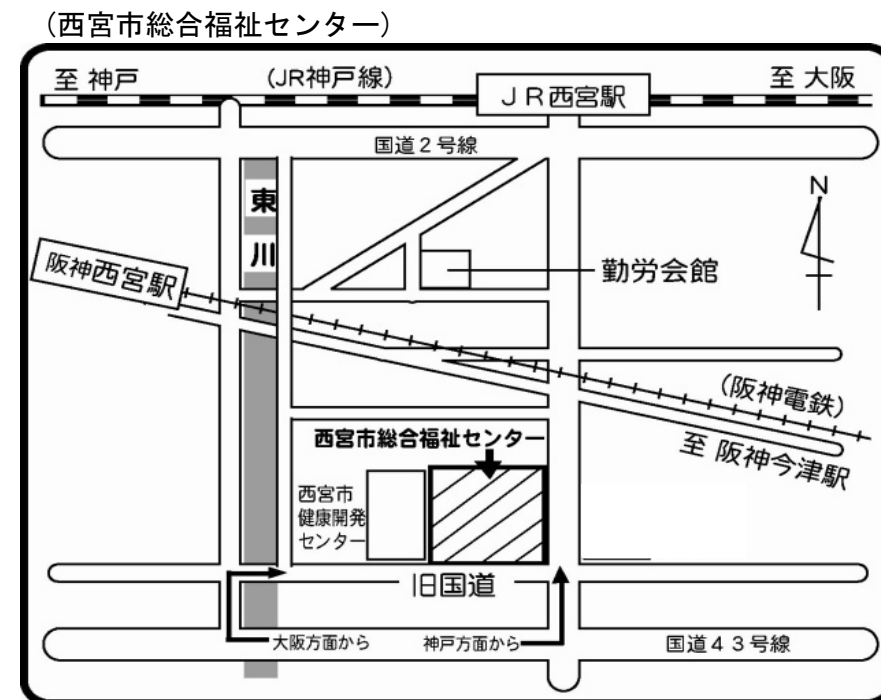 (西宮市総合福祉センター)
至 神戸
(JR神戸線)
JR西宮駅
至 大阪
国道2号線
東
川
N
阪神西宮駅
勤労会館
(阪神電鉄)
至 阪神今津駅
西宮市総合福祉センター
西宮市
健康開発
センター
旧国道
大阪方面から
神戸方面から
国道43号線